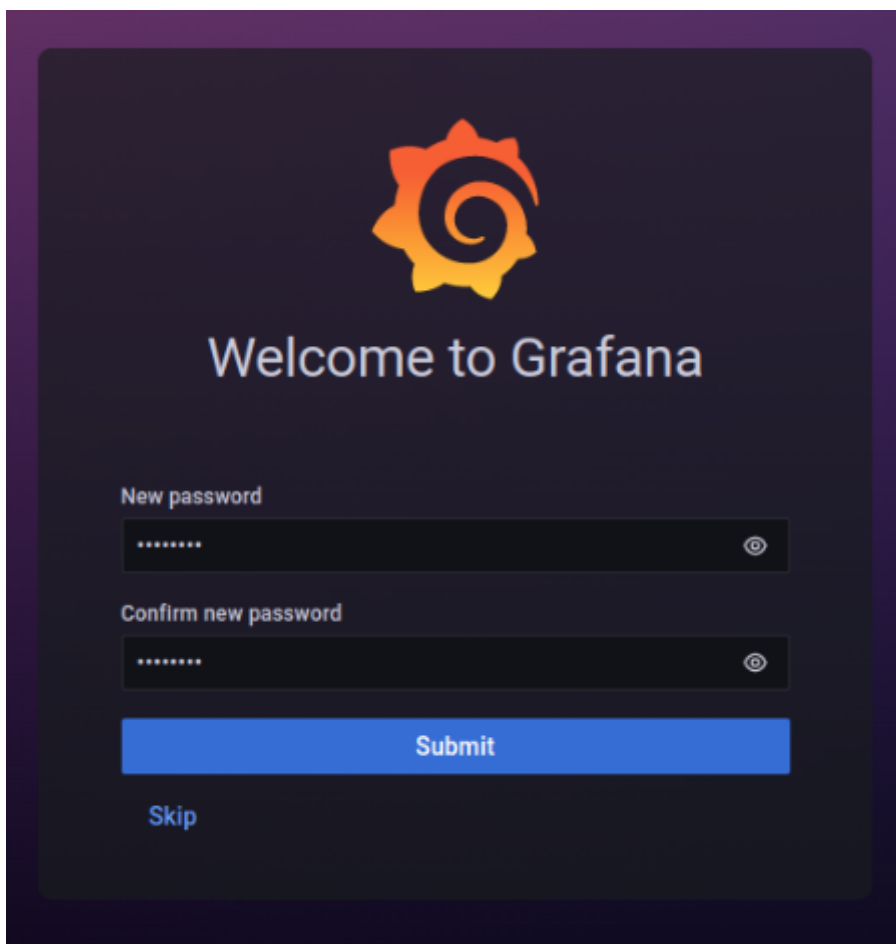 Welcome to Grafana
New password
••••••••
Confirm new password
••••••••
Submit
Skip